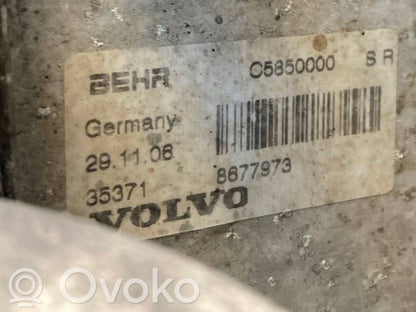 BEHR C5850000 S R
Germany
29.11.06
35371 8677973
VOLVO
OVOKO